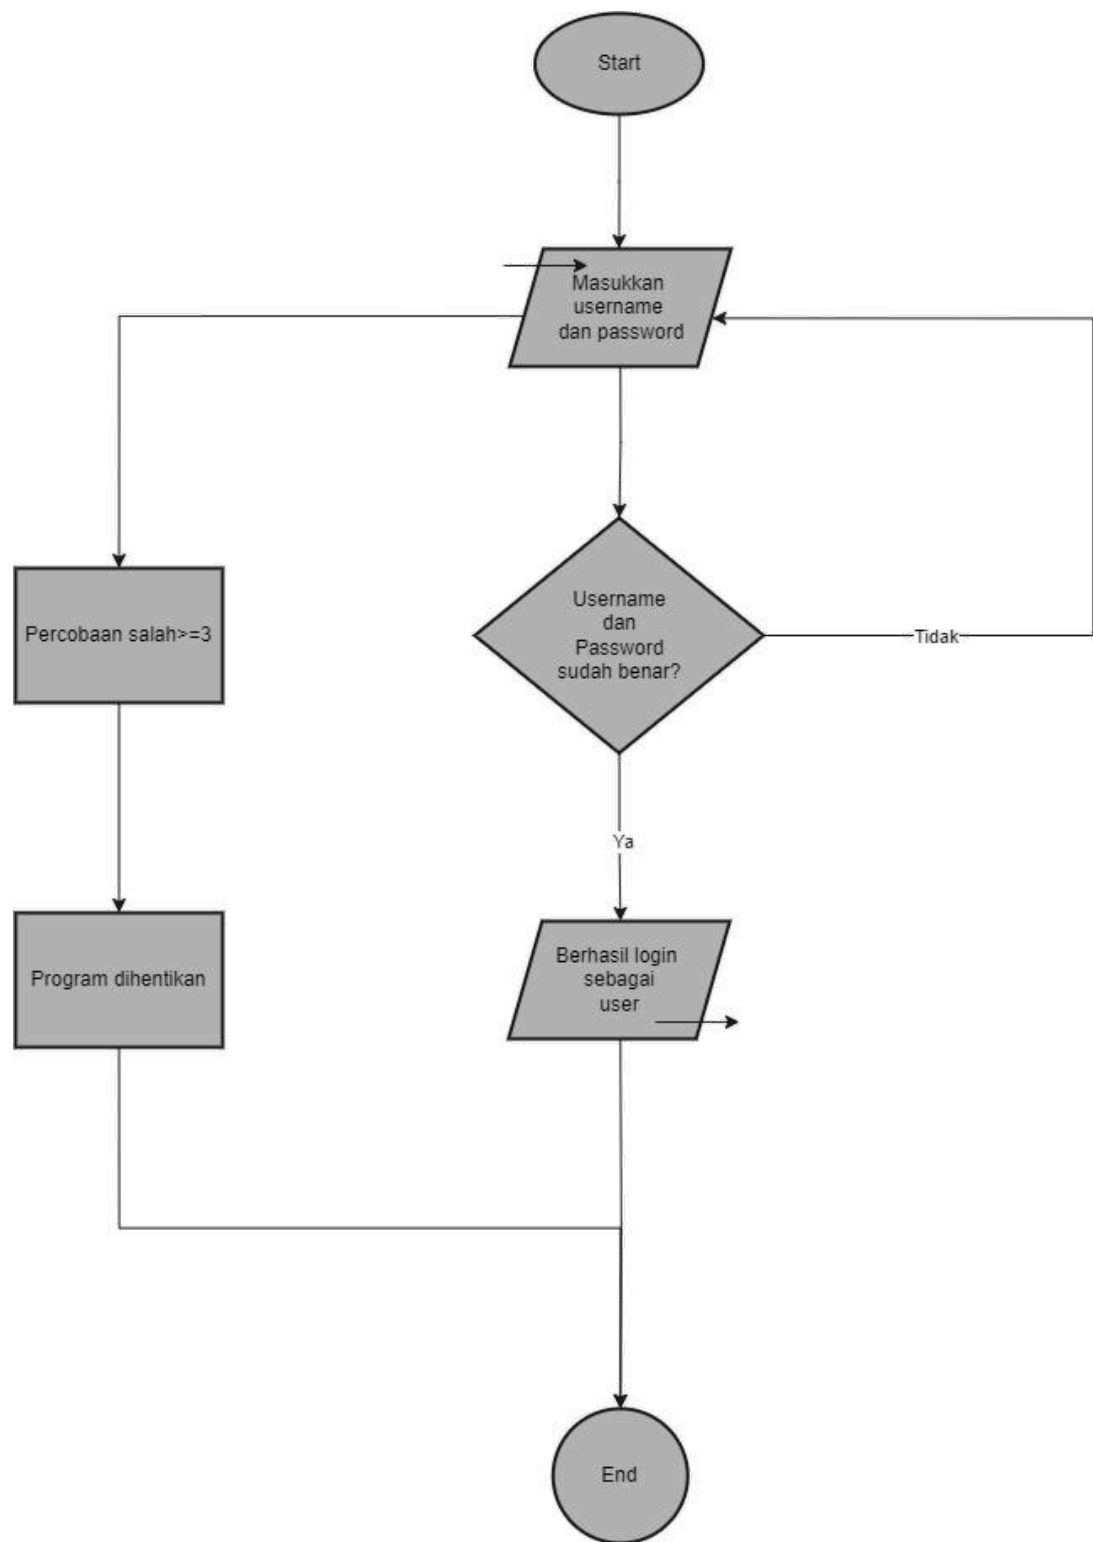 Start
Masukkan
username
dan password
Percobaan salah>=3
Username
dan
Password
sudah benar?
Tidak
Ya
Program dihentikan
Berhasil login
sebagai
user
End